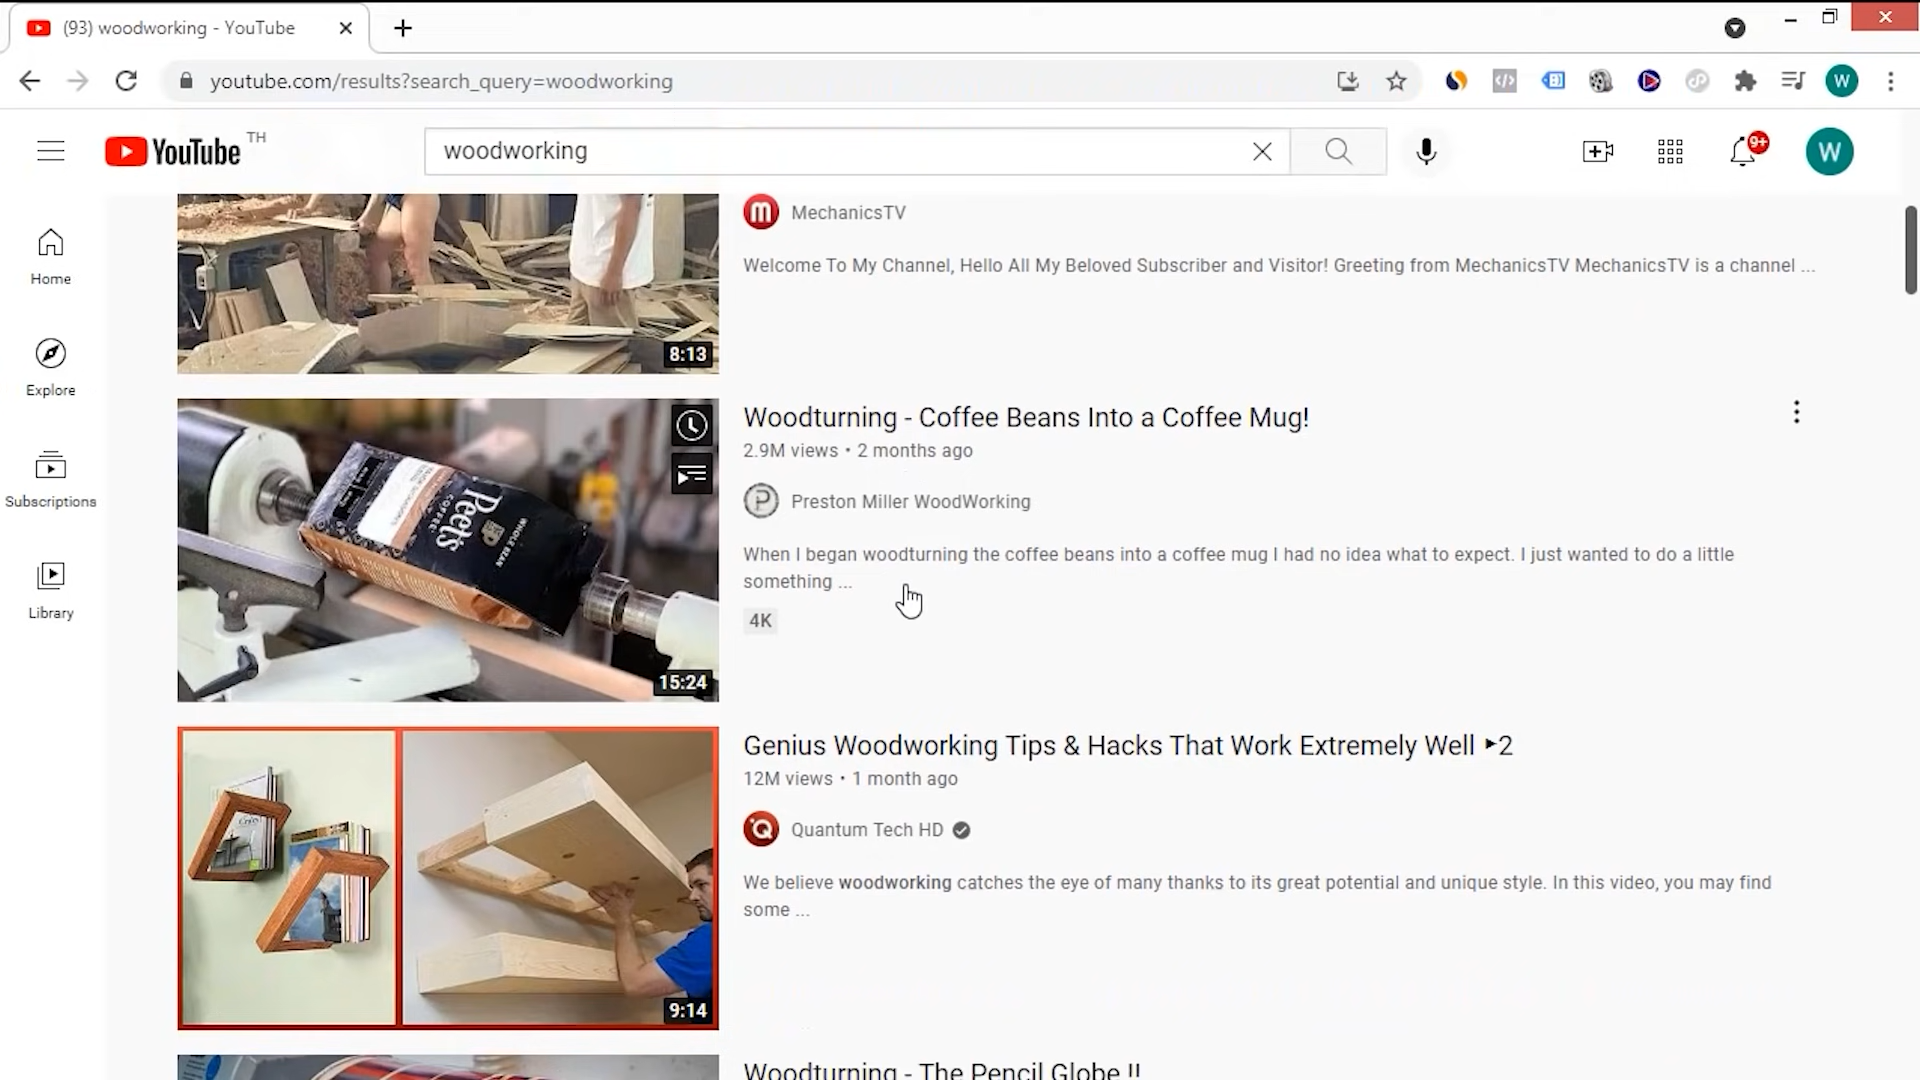 (93) woodworking - YouTube
youtube.com/results?search_query=woodworking
W
YouTube TH
woodworking
9+
W
Home
Explore
Subscriptions
Library
MechanicsTV
Welcome To My Channel, Hello All My Beloved Subscriber and Visitor! Greeting from MechanicsTV MechanicsTV is a channel ...
8:13
Woodturning - Coffee Beans Into a Coffee Mug!
2.9M views • 2 months ago
Preston Miller WoodWorking
When I began woodturning the coffee beans into a coffee mug I had no idea what to expect. I just wanted to do a little
something ...
4K
Peet's
COFFEE
WHOLE BEAN
15:24
Genius Woodworking Tips & Hacks That Work Extremely Well ▸2
12M views • 1 month ago
Quantum Tech HD
We believe woodworking catches the eye of many thanks to its great potential and unique style. In this video, you may find
some ...
9:14
Woodturning - The Pencil Globe !!